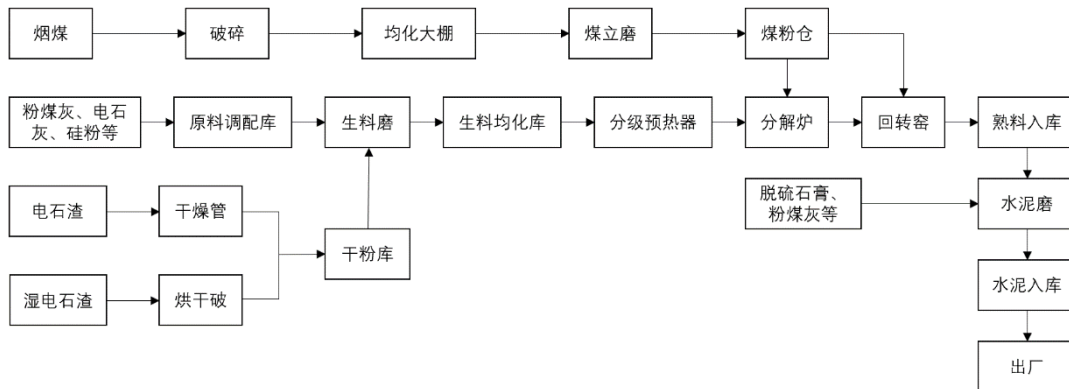 烟煤
破碎
均化大棚
煤立磨
煤粉仓
粉煤灰、电石
灰、硅粉等
原料调配库
生料磨
生料均化库
分级预热器
分解炉
回转窑
熟料入库
电石渣
干燥管
脱硫石膏、
粉煤灰等
水泥磨
干粉库
湿电石渣
烘干破
水泥入库
出厂